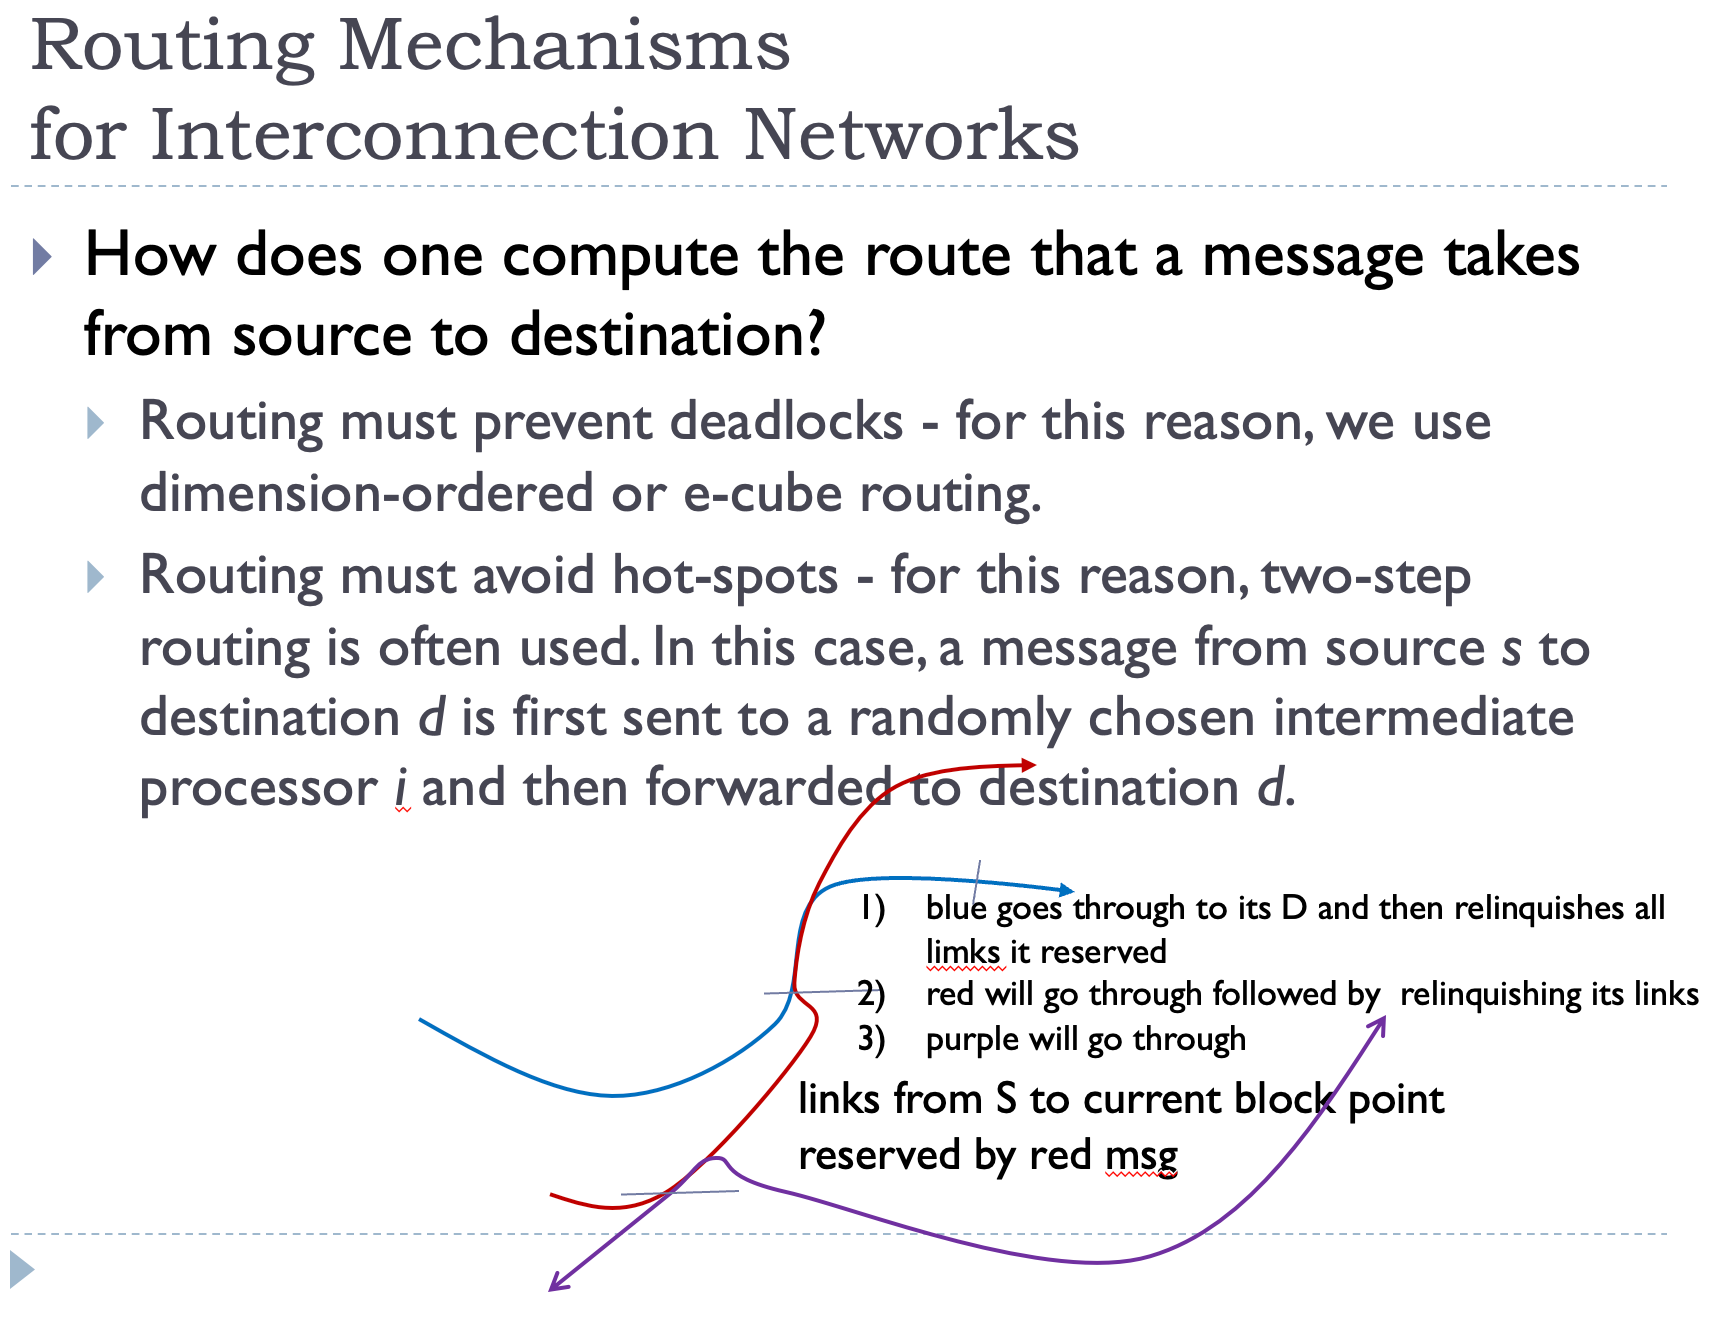 Routing Mechanisms
for Interconnection Networks
How does one compute the route that a message takes
from source to destination?
Routing must prevent deadlocks - for this reason, we use
dimension-ordered or e-cube routing.
Routing must avoid hot-spots - for this reason, two-step
routing is often used. In this case, a message from source s to
destination d is first sent to a randomly chosen intermediate
processor i and then forwarded to destination d.
1) blue goes through to its D and then relinquishes all
limks it reserved
2) red will go through followed by relinquishing its links
3) purple will go through
links from S to current block point
reserved by red msg